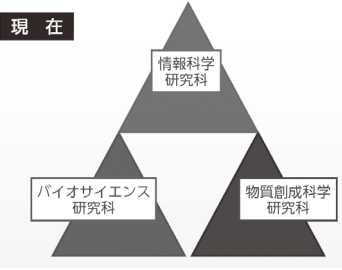 現 在
情報科学
研究科
バイオサイエンス
研究科
物質創成科学
研究科